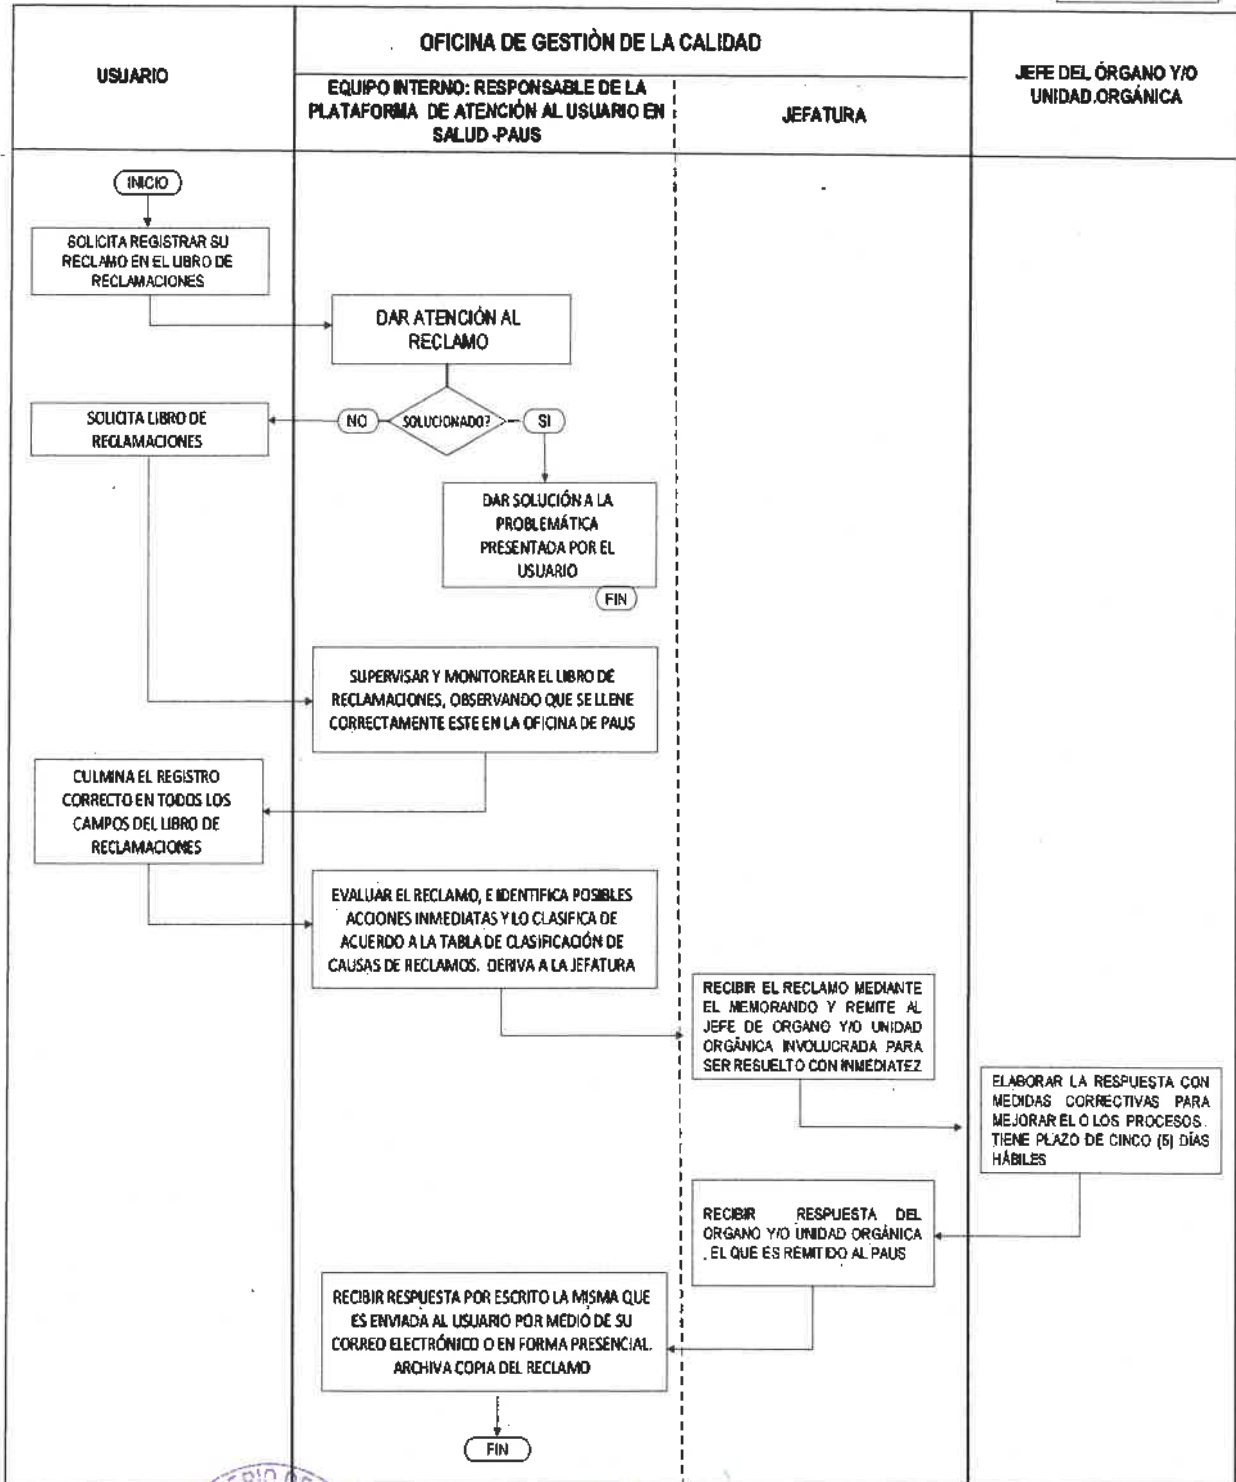 OFICINA DE GESTIÒN DE LA CALIDAD
USUARIO
EQUIPO INTERNO: RESPONSABLE DE LA
PLATAFORMA DE ATENCIÓN AL USUARIO EN
SALUD -PAUS
JEFATURA
JEFE DEL ÓRGANO Y/O
UNIDAD.ORGÁNICA
INICIO
SOLICITA REGISTRAR SU
RECLAMO EN EL LIBRO DE
RECLAMACIONES
DAR ATENCIÓN AL
RECLAMO
SOLICITA LIBRO DE
RECLAMACIONES
NO
SOLUCIONADO?
SI
DAR SOLUCIÓN A LA
PROBLEMÁTICA
PRESENTADA POR EL
USUARIO
FIN
SUPERVISAR Y MONITOREAR EL LIBRO DE
RECLAMACIONES, OBSERVANDO QUE SE LLENE
CORRECTAMENTE ESTE EN LA OFICINA DE PAUS
CULMINA EL REGISTRO
CORRECTO EN TODOS LOS
CAMPOS DEL LIBRO DE
RECLAMACIONES
EVALUAR EL RECLAMO, E IDENTIFICA POSIBLES
ACCIONES INMEDIATAS Y LO CLASIFICA DE
ACUERDO A LA TABLA DE CLASIFICACIÓN DE
CAUSAS DE RECLAMOS. DERIVA A LA JEFATURA
RECIBIR EL RECLAMO MEDIANTE
EL MEMORANDO Y REMITE AL
JEFE DE ORGANO Y/O UNIDAD
ORGÁNICA INVOLUCRADA PARA
SER RESUELTO CON INMEDIATEZ
ELABORAR LA RESPUESTA CON
MEDIDAS CORRECTIVAS PARA
MEJORAR EL O LOS PROCESOS.
TIENE PLAZO DE CINCO (5) DÍAS
HÁBILES
RECIBIR RESPUESTA DEL
ORGANO Y/O UNIDAD ORGÁNICA
, EL QUE ES REMITIDO AL PAUS
RECIBIR RESPUESTA POR ESCRITO LA MISMA QUE
ES ENVIADA AL USUARIO POR MEDIO DE SU
CORREO ELECTRÓNICO O EN FORMA PRESENCIAL.
ARCHIVA COPIA DEL RECLAMO
FIN